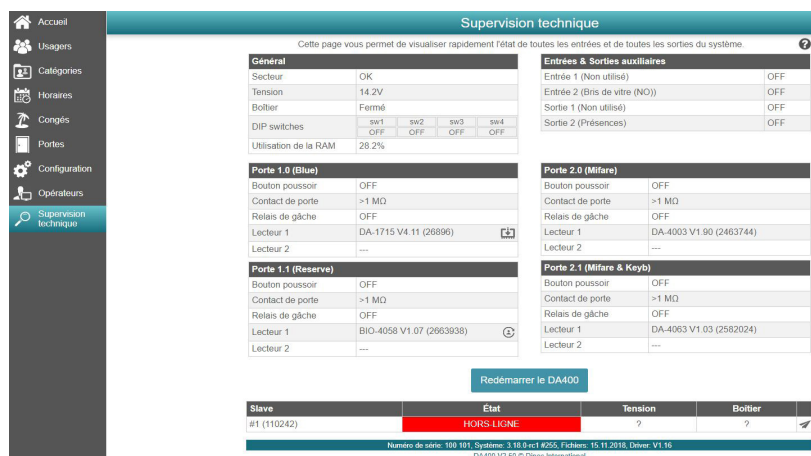 Accueil
Usagers
Catégories
Horaires
Congés
Portes
Configuration
Opérateurs
Supervision technique
Supervision technique
Cette page vous permet de visualiser rapidement l'état de toutes les entrées et de toutes les sorties du système.
Général
Secteur OK
Tension 14.2V
Boîtier Fermé
DIP switches sw1 sw2 sw3 sw4
OFF OFF OFF OFF
Utilisation de la RAM 28.2%
Entrées & Sorties auxiliaires
Entrée 1 (Non utilisé) OFF
Entrée 2 (Bris de vitre (NO)) OFF
Sortie 1 (Non utilisé) OFF
Sortie 2 (Présences) OFF
Porte 1.0 (Blue)
Bouton poussoir OFF
Contact de porte >1 MΩ
Relais de gâche OFF
Lecteur 1 DA-1715 V4.11 (26896)
Lecteur 2 ---
Porte 2.0 (Mifare)
Bouton poussoir OFF
Contact de porte >1 MΩ
Relais de gâche OFF
Lecteur 1 DA-4003 V1.90 (2463744)
Lecteur 2 ---
Porte 1.1 (Reserve)
Bouton poussoir OFF
Contact de porte >1 MΩ
Relais de gâche OFF
Lecteur 1 BIO-4058 V1.07 (2663938)
Lecteur 2 ---
Porte 2.1 (Mifare & Keyb)
Bouton poussoir OFF
Contact de porte >1 MΩ
Relais de gâche OFF
Lecteur 1 DA-4063 V1.03 (2582024)
Lecteur 2 ---
Redémarrer le DA400
Slave État Tension Boîtier
#1 (110242) HORS-LIGNE ? ?
Numéro de série: 100 101, Système: 3.18.0-rc1 #255, Fichiers: 15.11.2018, Driver: V1.16